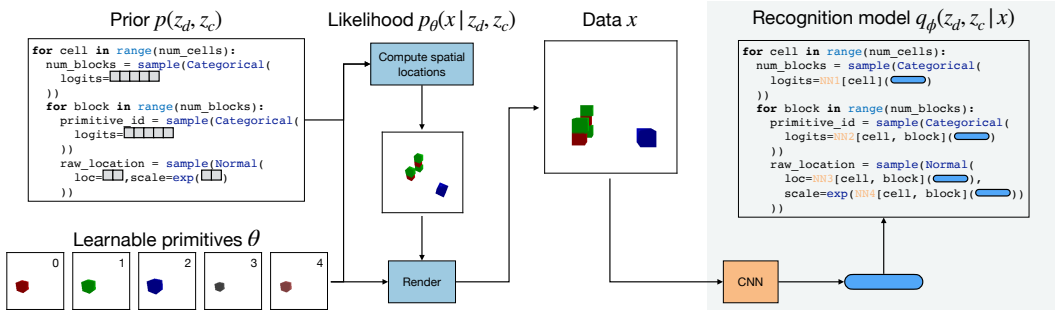 Prior p(z_d, z_c)
for cell in range(num_cells):
num_blocks = sample(Categorical(
logits=
))
for block in range(num_blocks):
primitive_id = sample(Categorical(
logits=
))
raw_location = sample(Normal(
loc=,scale=exp()
))
Learnable primitives θ
0
1
2
3
4
Likelihood p_θ(x | z_d, z_c)
Compute spatial
locations
Render
Data x
CNN
Recognition model q_ϕ(z_d, z_c | x)
for cell in range(num_cells):
num_blocks = sample(Categorical(
logits=NN1[cell]()
))
for block in range(num_blocks):
primitive_id = sample(Categorical(
logits=NN2[cell, block]()
))
raw_location = sample(Normal(
loc=NN3[cell, block](),
scale=exp(NN4[cell, block]())
))